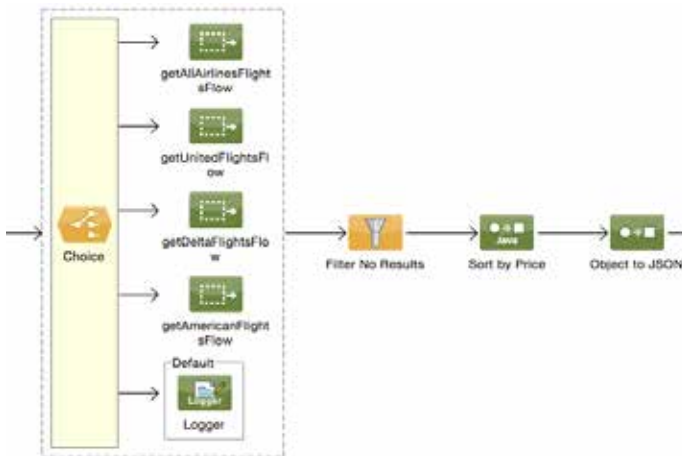 getAllAirlinesFlight
sFlow
getUnitedFlightsFl
ow
Choice
getDeltaFlightsFlo
w
getAmericanFlight
sFlow
Default
Logger
Logger
Filter No Results
Java
Sort by Price
Object to JSON